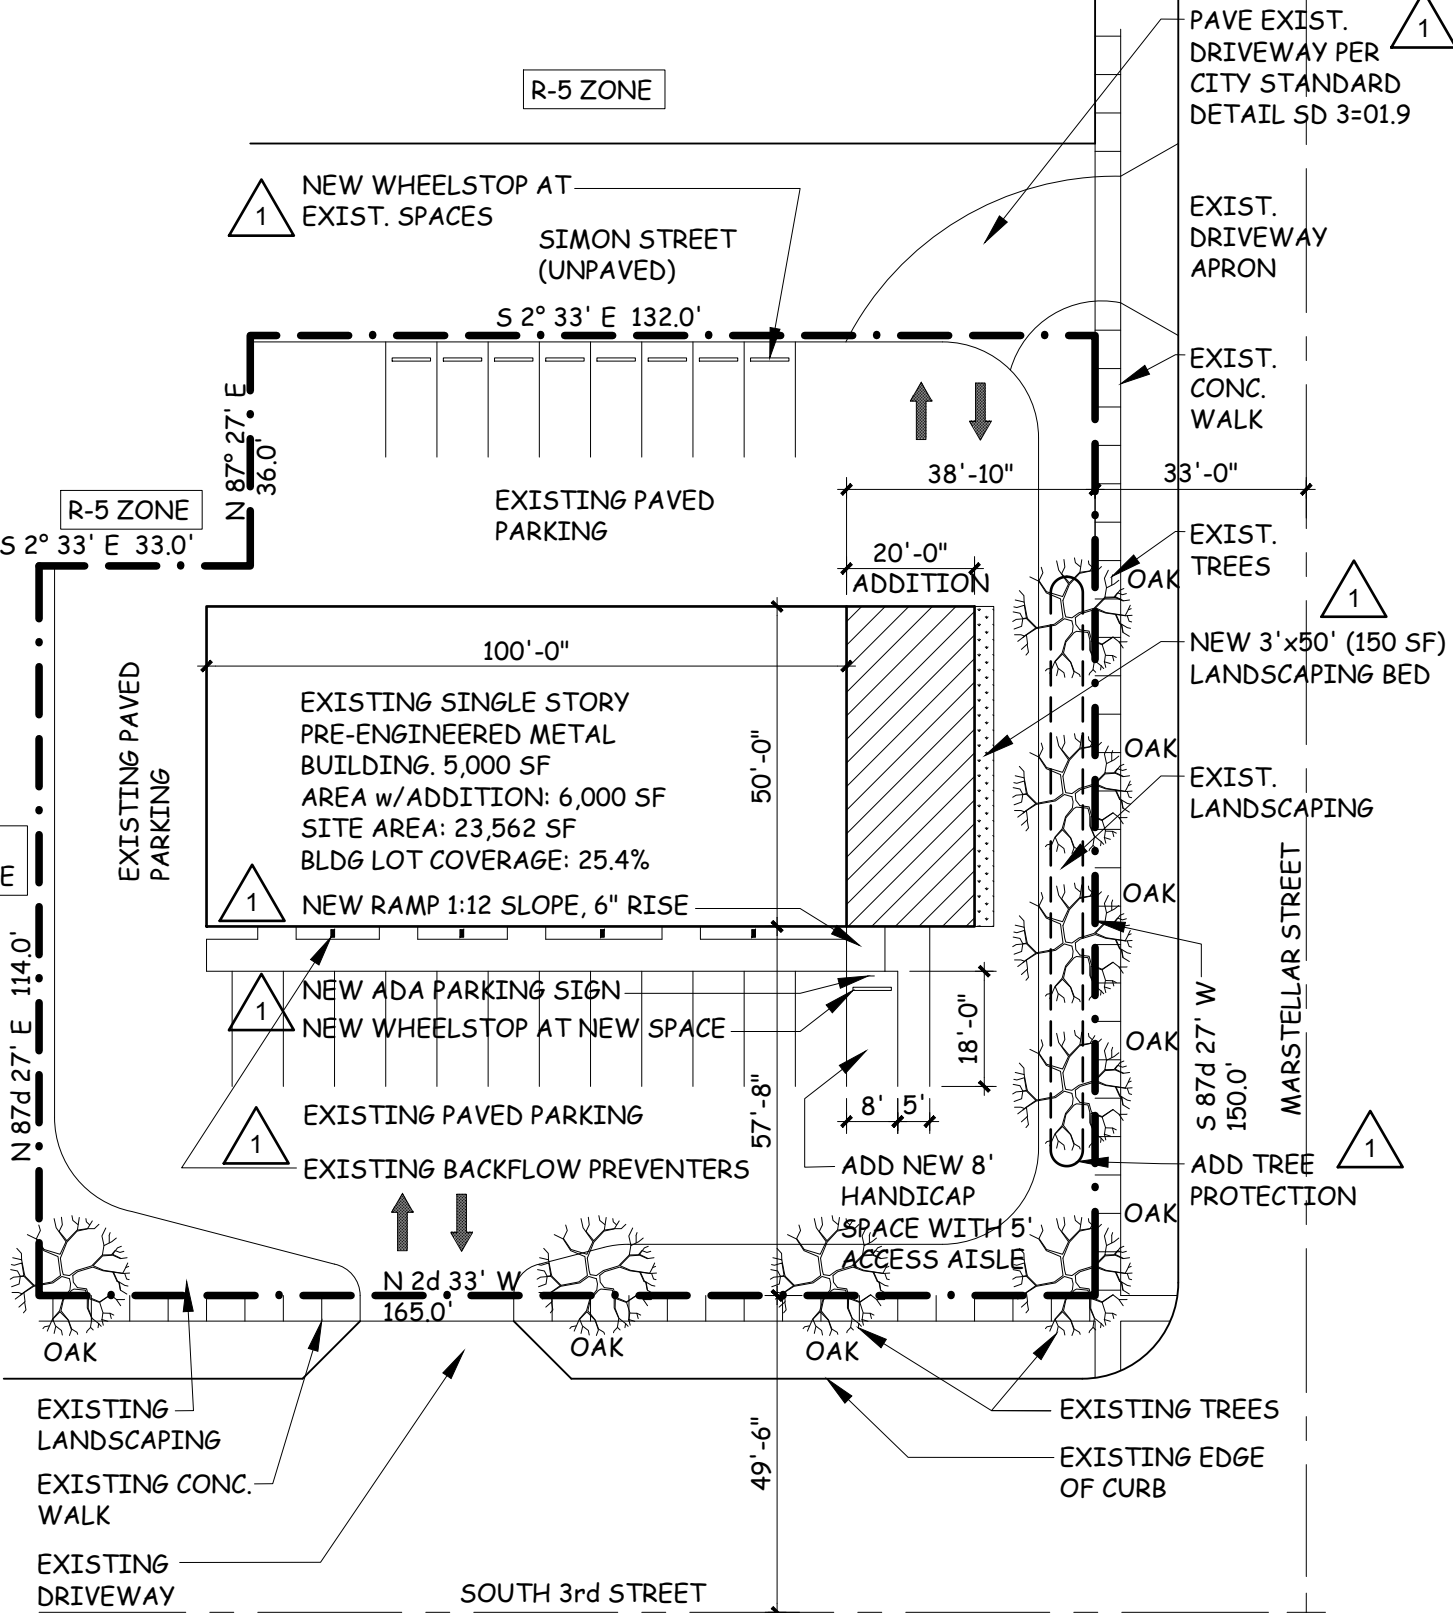 PAVE EXIST.
DRIVEWAY PER
CITY STANDARD
DETAIL SD 3=01.9
1
R-5 ZONE
1
NEW WHEELSTOP AT
EXIST. SPACES
SIMON STREET
(UNPAVED)
EXIST.
DRIVEWAY
APRON
S 2° 33' E 132.0'
EXIST.
CONC.
WALK
N 87° 27' E
36.0'
38'-10"
33'-0"
R-5 ZONE
S 2° 33' E 33.0'
EXISTING PAVED
PARKING
EXIST.
TREES
20'-0"
ADDITION
OAK
1
NEW 3'x50' (150 SF)
LANDSCAPING BED
100'-0"
EXISTING PAVED
PARKING
EXISTING SINGLE STORY
PRE-ENGINEERED METAL
BUILDING. 5,000 SF
AREA w/ADDITION: 6,000 SF
SITE AREA: 23,562 SF
BLDG LOT COVERAGE: 25.4%
50'-0"
OAK
EXIST.
LANDSCAPING
E
1
NEW RAMP 1:12 SLOPE, 6" RISE
OAK
MARSTELLAR STREET
N 87d 27' E 114.0'
1
NEW ADA PARKING SIGN
NEW WHEELSTOP AT NEW SPACE
18'-0"
OAK
S 87d 27' W
150.0'
57'-8"
8'
5'
1
EXISTING PAVED PARKING
EXISTING BACKFLOW PREVENTERS
ADD NEW 8'
HANDICAP
SPACE WITH 5'
ACCESS AISLE
ADD TREE
PROTECTION
1
OAK
N 2d 33' W
165.0'
OAK
OAK
OAK
EXISTING
LANDSCAPING
EXISTING CONC.
WALK
EXISTING
DRIVEWAY
49'-6"
EXISTING TREES
EXISTING EDGE
OF CURB
SOUTH 3rd STREET